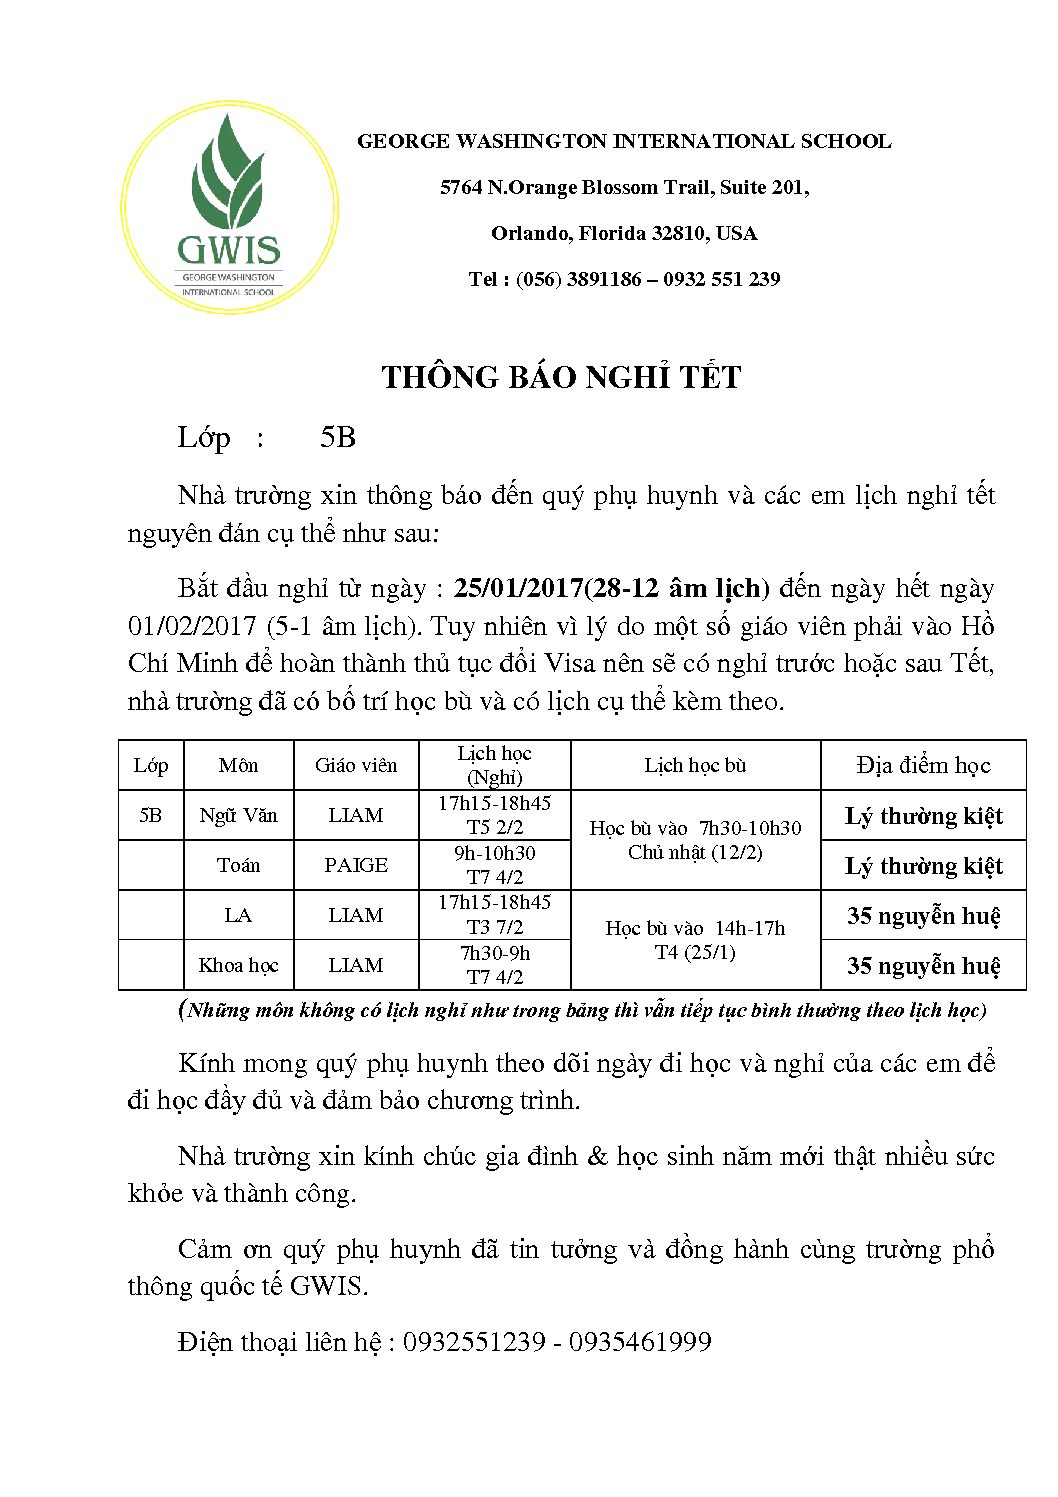 GWIS
GEORGE WASHINGTON
INTERNATIONAL SCHOOL
GEORGE WASHINGTON INTERNATIONAL SCHOOL
5764 N.Orange Blossom Trail, Suite 201,
Orlando, Florida 32810, USA
Tel : (056) 3891186 – 0932 551 239
THÔNG BÁO NGHỈ TẾT
Lớp : 5B
Nhà trường xin thông báo đến quý phụ huynh và các em lịch nghỉ tết
nguyên đán cụ thể như sau:
Bắt đầu nghỉ từ ngày : 25/01/2017(28-12 âm lịch) đến ngày hết ngày
01/02/2017 (5-1 âm lịch). Tuy nhiên vì lý do một số giáo viên phải vào Hồ
Chí Minh để hoàn thành thủ tục đổi Visa nên sẽ có nghỉ trước hoặc sau Tết,
nhà trường đã có bố trí học bù và có lịch cụ thể kèm theo.
Lớp Môn Giáo viên Lịch học (Nghỉ) Lịch học bù Địa điểm học
5B Ngữ Văn LIAM 17h15-18h45 T5 2/2 Học bù vào 7h30-10h30 Chủ nhật (12/2) Lý thường kiệt
Toán PAIGE 9h-10h30 T7 4/2 Lý thường kiệt
LA LIAM 17h15-18h45 T3 7/2 Học bù vào 14h-17h T4 (25/1) 35 nguyễn huệ
Khoa học LIAM 7h30-9h T7 4/2 35 nguyễn huệ
(Những môn không có lịch nghỉ như trong bảng thì vẫn tiếp tục bình thường theo lịch học)
Kính mong quý phụ huynh theo dõi ngày đi học và nghỉ của các em để
đi học đầy đủ và đảm bảo chương trình.
Nhà trường xin kính chúc gia đình & học sinh năm mới thật nhiều sức
khỏe và thành công.
Cảm ơn quý phụ huynh đã tin tưởng và đồng hành cùng trường phổ
thông quốc tế GWIS.
Điện thoại liên hệ : 0932551239 - 0935461999